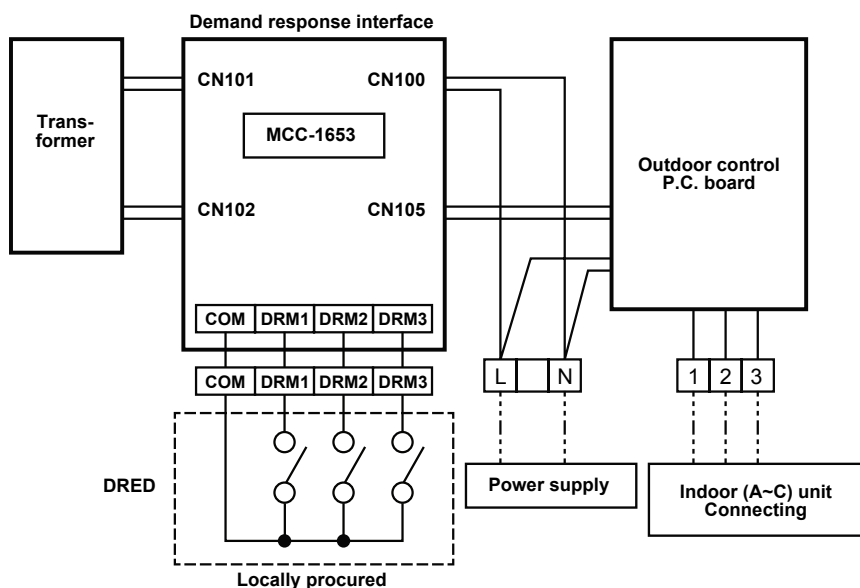 Demand response interface
CN101
CN100
Trans-
former
MCC-1653
Outdoor control
P.C. board
CN102
CN105
COM DRM1 DRM2 DRM3
COM DRM1 DRM2 DRM3
L N
1 2 3
DRED
Power supply
Indoor (A~C) unit
Connecting
Locally procured